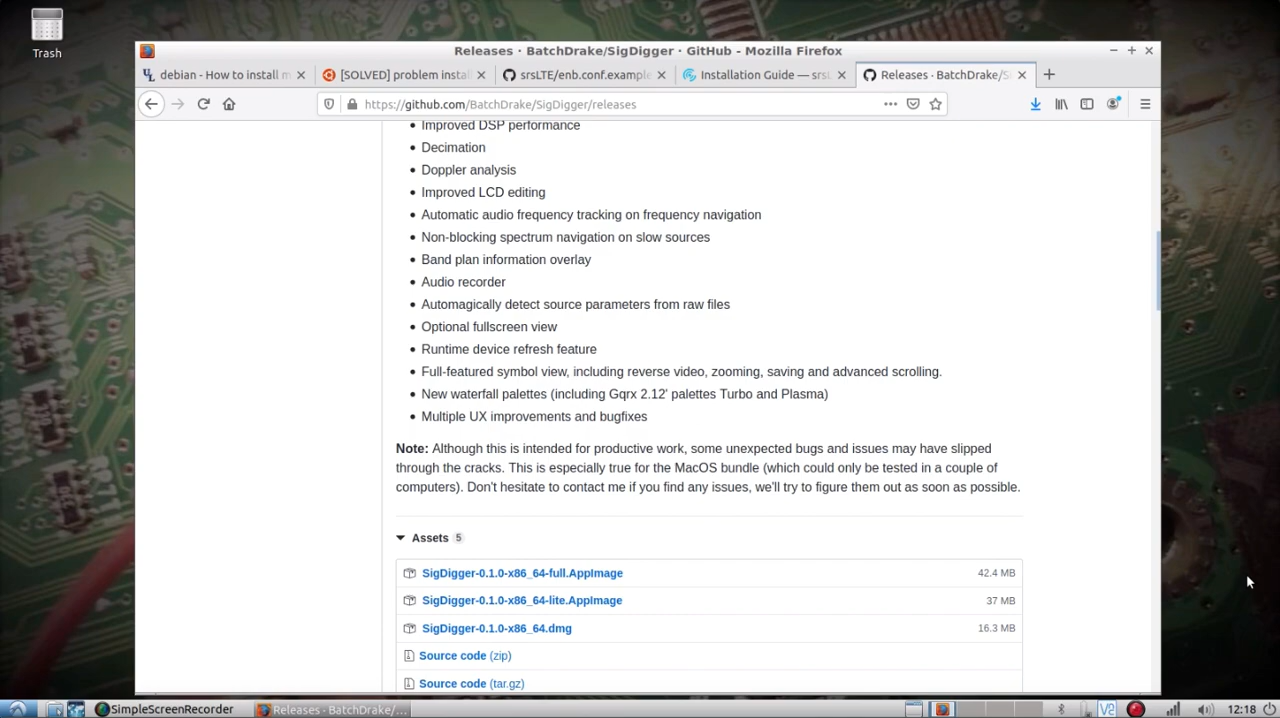 Trash
Releases · BatchDrake/SigDigger · GitHub - Mozilla Firefox
debian - How to install m
[SOLVED] problem instal
srsLTE/enb.conf.example
Installation Guide — srsL
Releases · BatchDrake/Si
https://github.com/BatchDrake/SigDigger/releases
Improved DSP performance
Decimation
Doppler analysis
Improved LCD editing
Automatic audio frequency tracking on frequency navigation
Non-blocking spectrum navigation on slow sources
Band plan information overlay
Audio recorder
Automagically detect source parameters from raw files
Optional fullscreen view
Runtime device refresh feature
Full-featured symbol view, including reverse video, zooming, saving and advanced scrolling.
New waterfall palettes (including Gqrx 2.12' palettes Turbo and Plasma)
Multiple UX improvements and bugfixes
Note: Although this is intended for productive work, some unexpected bugs and issues may have slipped
through the cracks. This is especially true for the MacOS bundle (which could only be tested in a couple of
computers). Don't hesitate to contact me if you find any issues, we'll try to figure them out as soon as possible.
Assets 5
SigDigger-0.1.0-x86_64-full.AppImage 42.4 MB
SigDigger-0.1.0-x86_64-lite.AppImage 37 MB
SigDigger-0.1.0-x86_64.dmg 16.3 MB
Source code (zip)
Source code (tar.gz)
SimpleScreenRecorder
Releases - BatchDrake/...
12:18